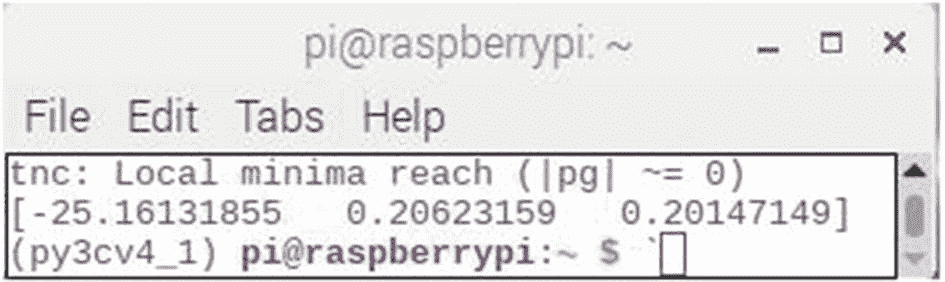 pi@raspberrypi: ~
File Edit Tabs Help
tnc: Local minima reach (|pg| ~= 0)
[-25.16131855   0.20623159   0.20147149]
(py3cv4_1) pi@raspberrypi:~ $ `